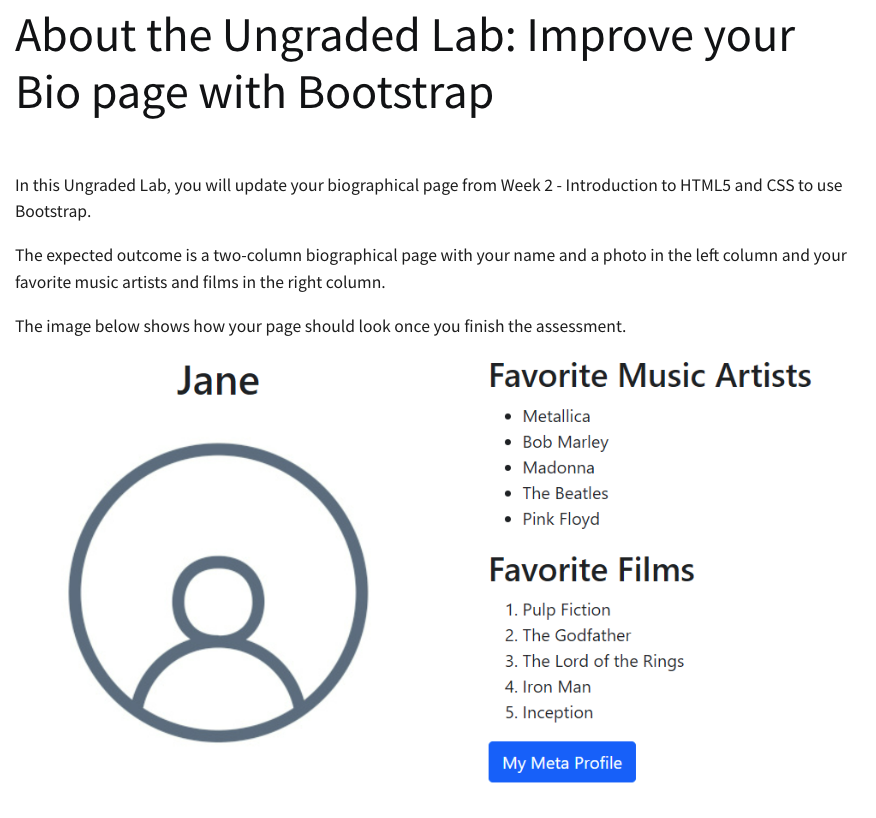 About the Ungraded Lab: Improve your
Bio page with Bootstrap
In this Ungraded Lab, you will update your biographical page from Week 2 - Introduction to HTML5 and CSS to use
Bootstrap.
The expected outcome is a two-column biographical page with your name and a photo in the left column and your
favorite music artists and films in the right column.
The image below shows how your page should look once you finish the assessment.
Jane
Favorite Music Artists
• Metallica
• Bob Marley
• Madonna
• The Beatles
• Pink Floyd
Favorite Films
1. Pulp Fiction
2. The Godfather
3. The Lord of the Rings
4. Iron Man
5. Inception
My Meta Profile